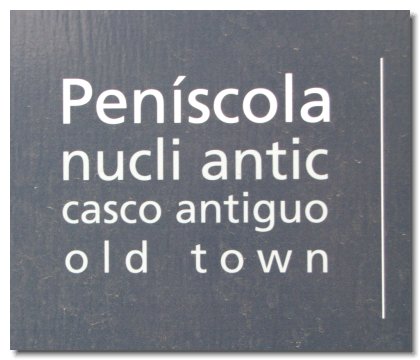 Peníscola
nucli antic
casco antiguo
old town